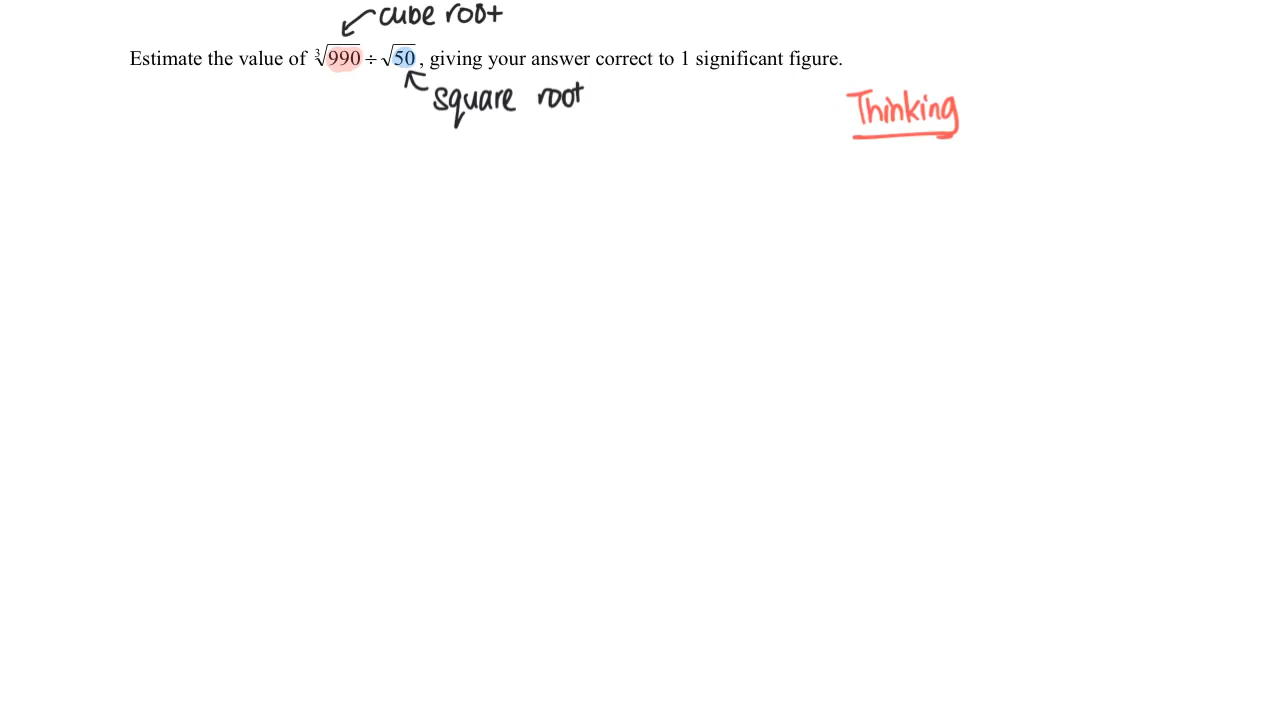 cube root
Estimate the value of ∛990 ÷ √50, giving your answer correct to 1 significant figure.
square root
Thinking